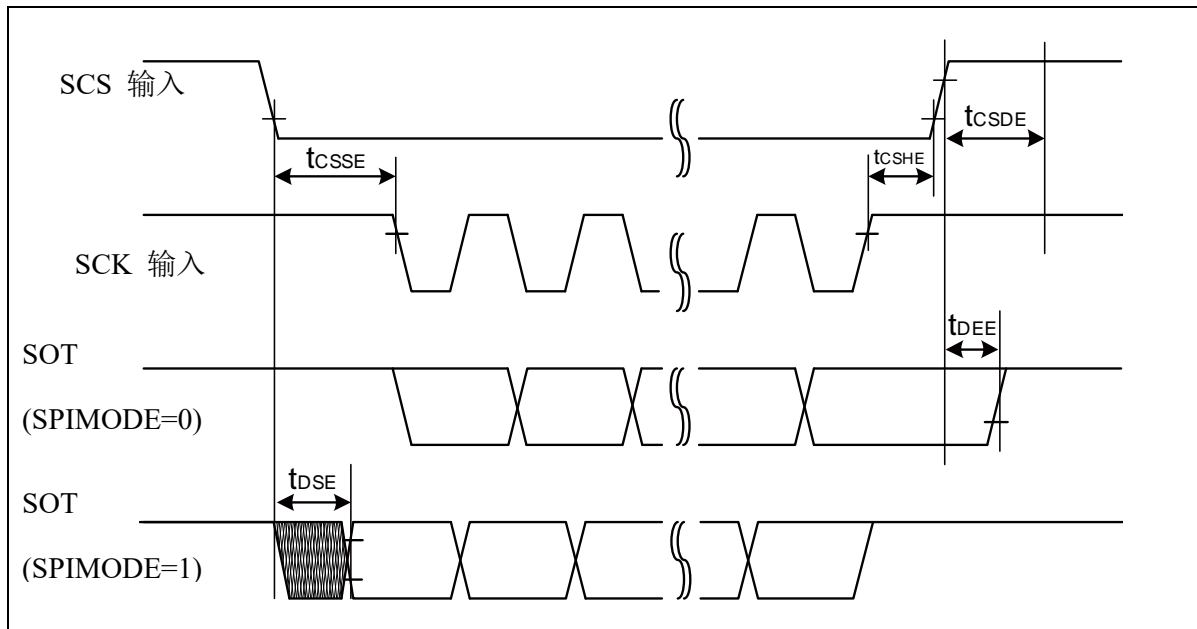 SCS 输入
tCSDE
tCSSE
tCSHE
SCK 输入
tDEE
SOT
(SPIMODE=0)
tDSE
SOT
(SPIMODE=1)